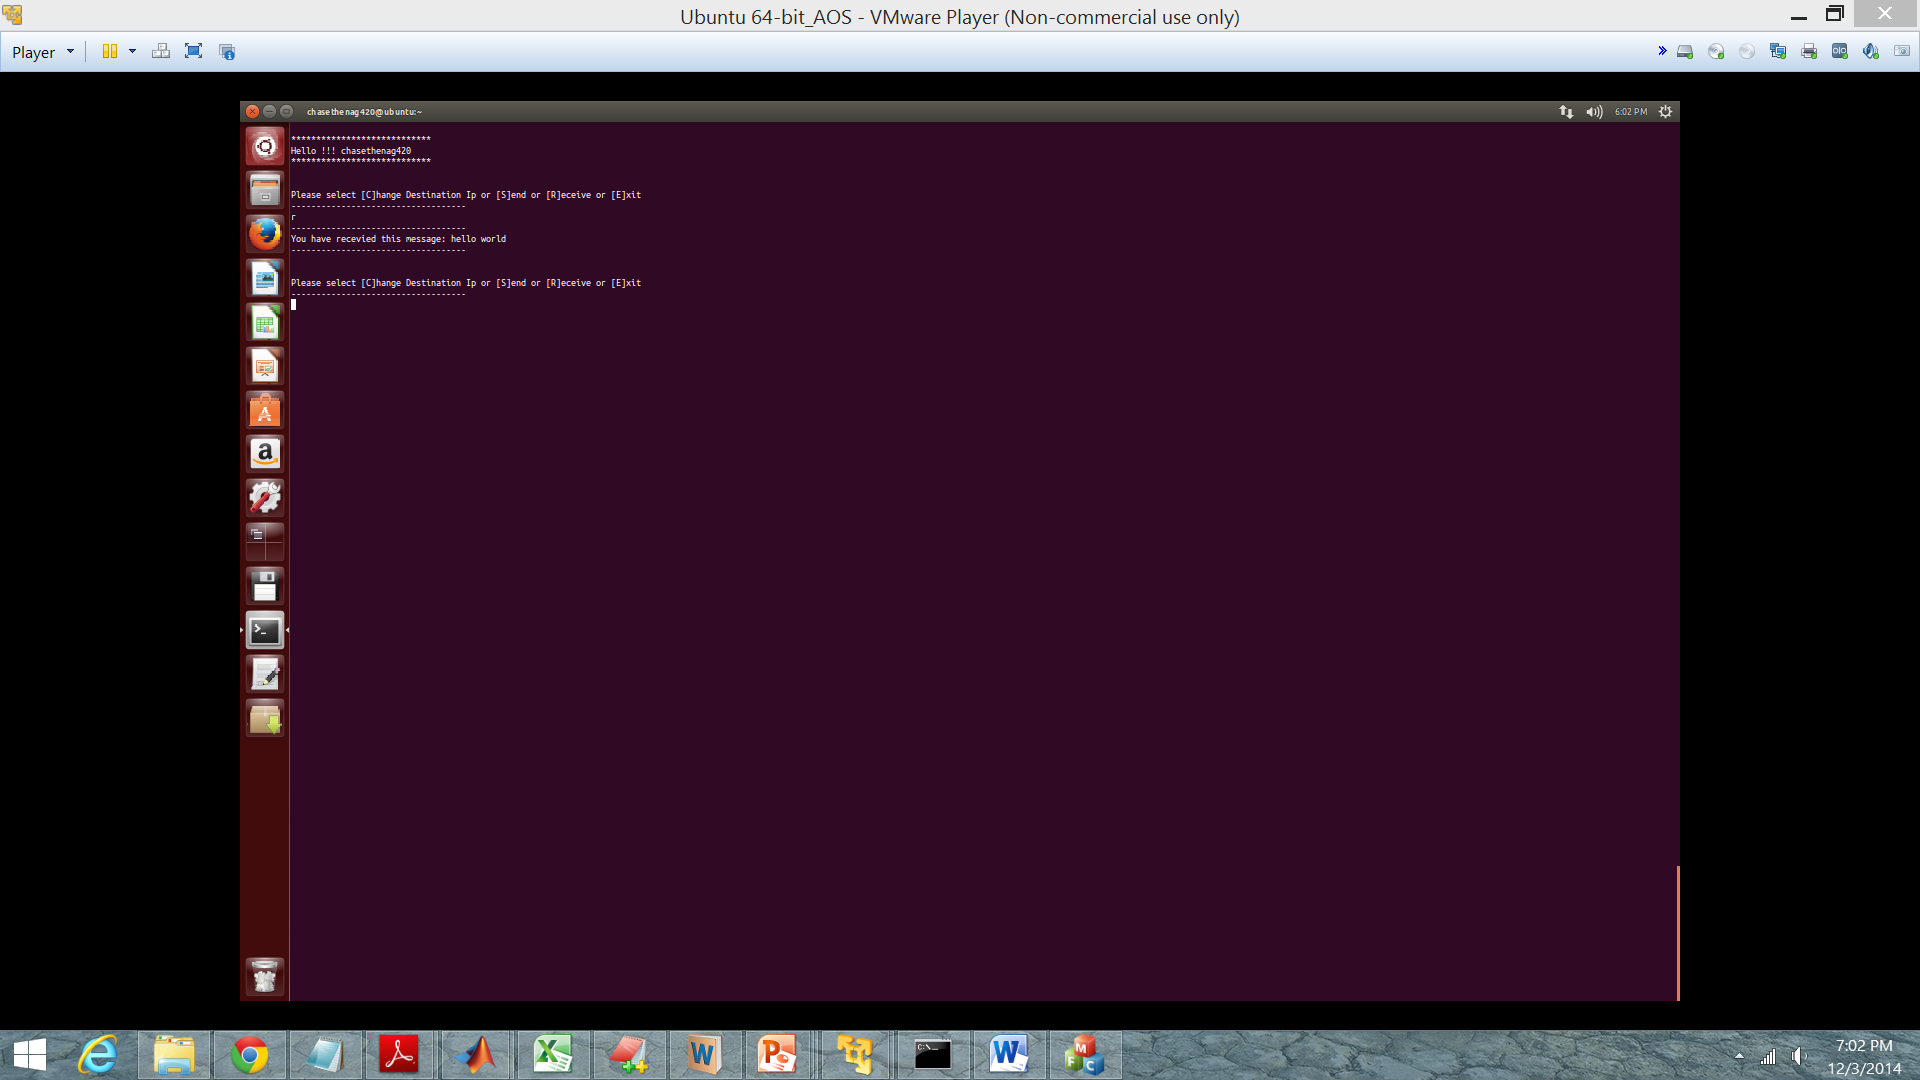 Ubuntu 64-bit_AOS - VMware Player (Non-commercial use only)
Player
chasethenag420@ubuntu:~
6:02 PM
****************************
Hello !!! chasethenag420
****************************
Please select [C]hange Destination Ip or [S]end or [R]eceive or [E]xit
-----------------------------------
r
-----------------------------------
You have recevied this message: hello world
-----------------------------------
Please select [C]hange Destination Ip or [S]end or [R]eceive or [E]xit
-----------------------------------
7:02 PM
12/3/2014